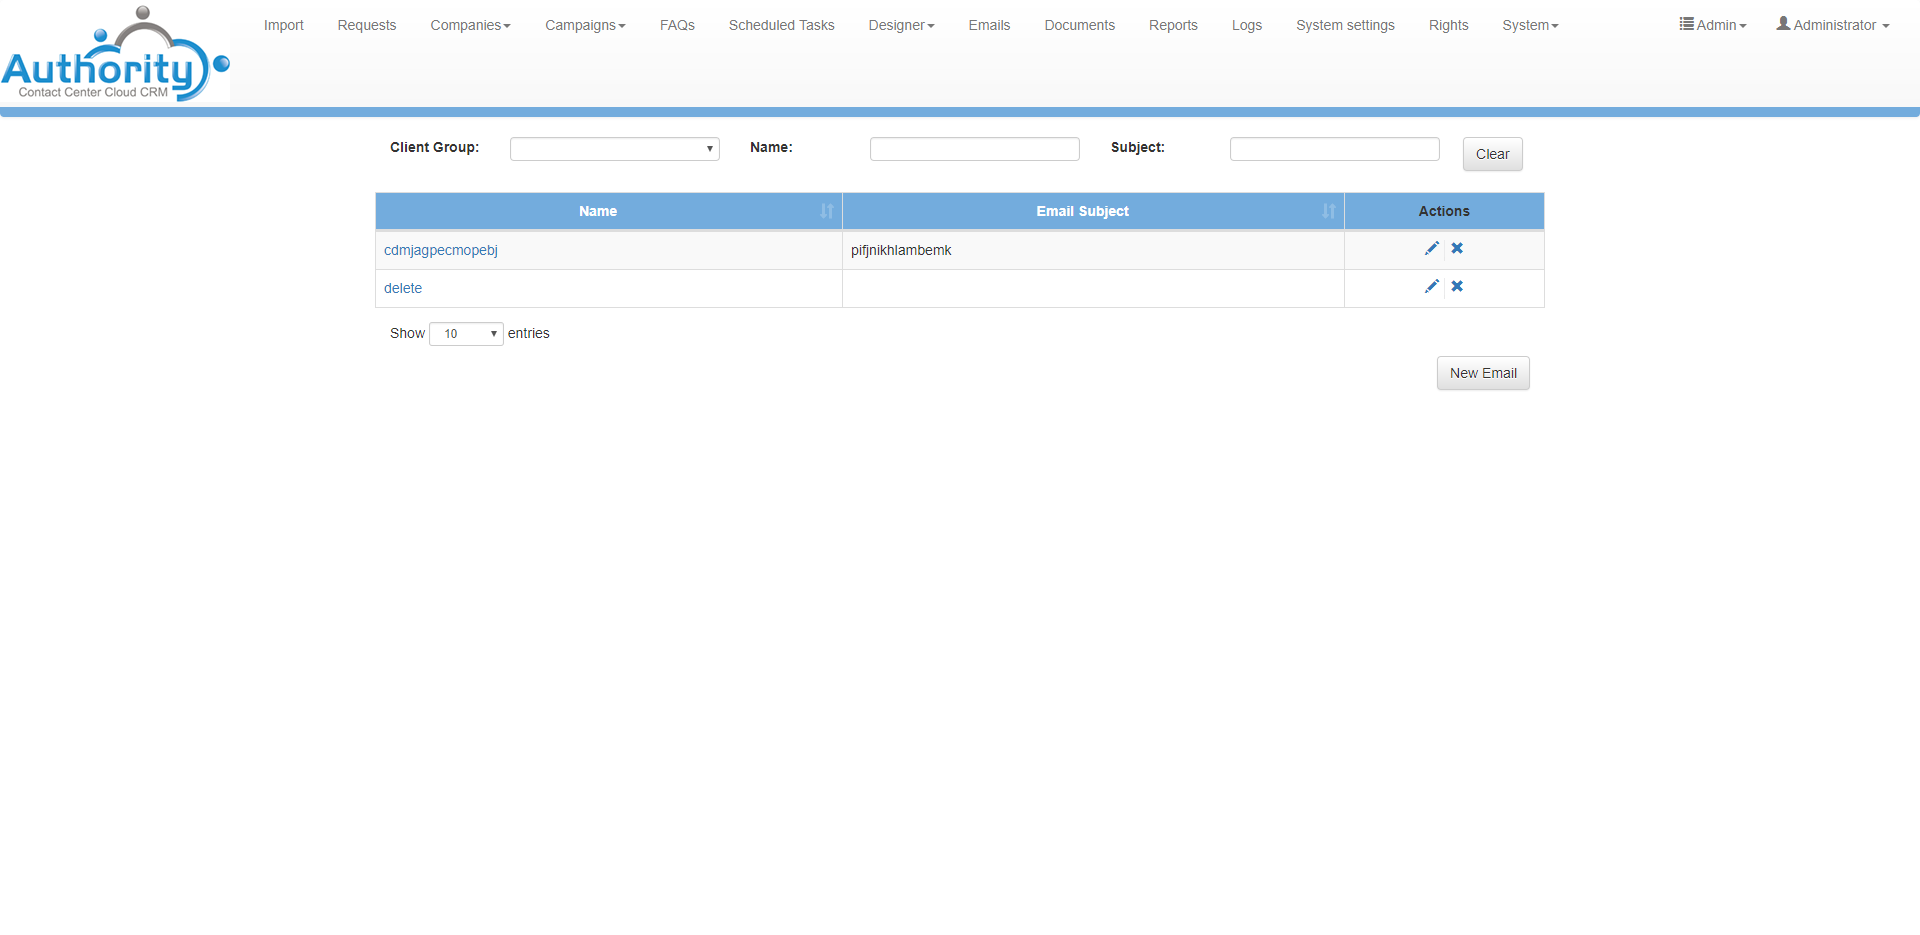 Authority
Contact Center Cloud CRM
Import Requests Companies Campaigns FAQs Scheduled Tasks Designer Emails Documents Reports Logs System settings Rights System Admin Administrator
Client Group: Name: Subject: Clear
Name Email Subject Actions
cdmjagpecmopebj pifjnikhlambemk
delete
Show 10 entries
New Email